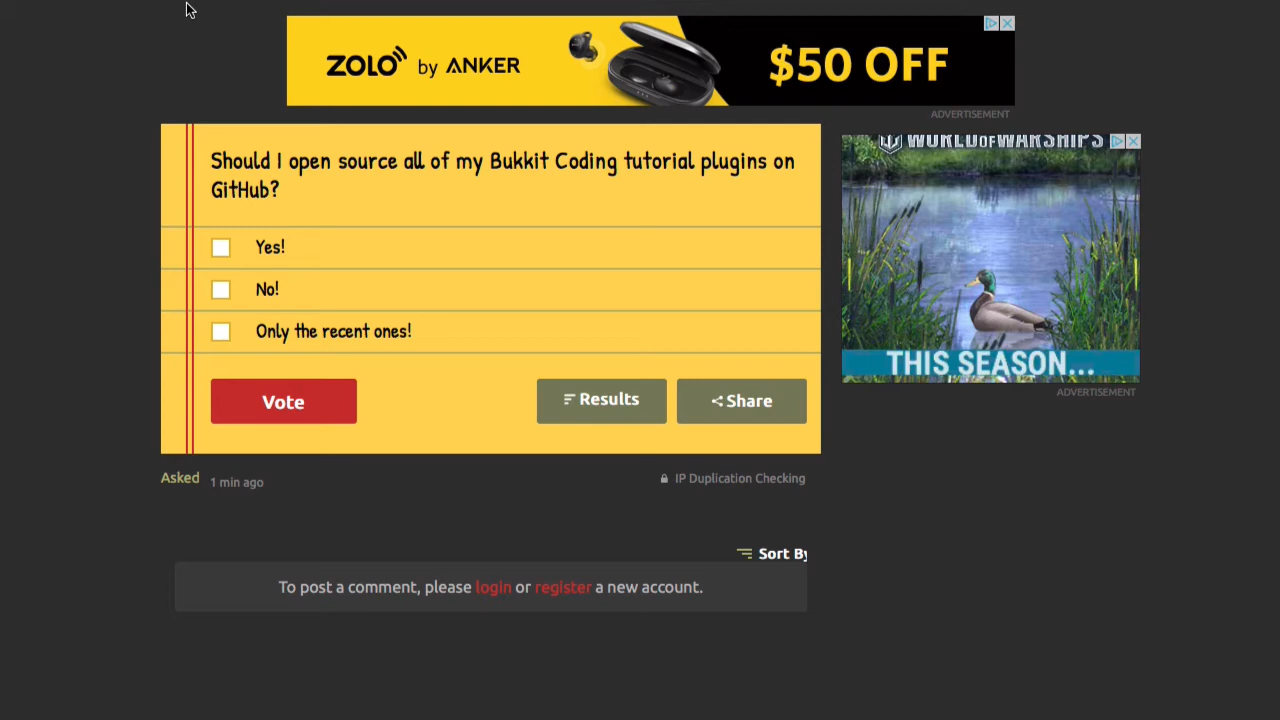 ZOLO by ANKER
$50 OFF
ADVERTISEMENT
WORLD OF WARSHIPS
Should I open source all of my Bukkit Coding tutorial plugins on
GitHub?
Yes!
No!
Only the recent ones!
THIS SEASON...
ADVERTISEMENT
Vote
Results
Share
Asked 1 min ago
IP Duplication Checking
Sort By
To post a comment, please login or register a new account.